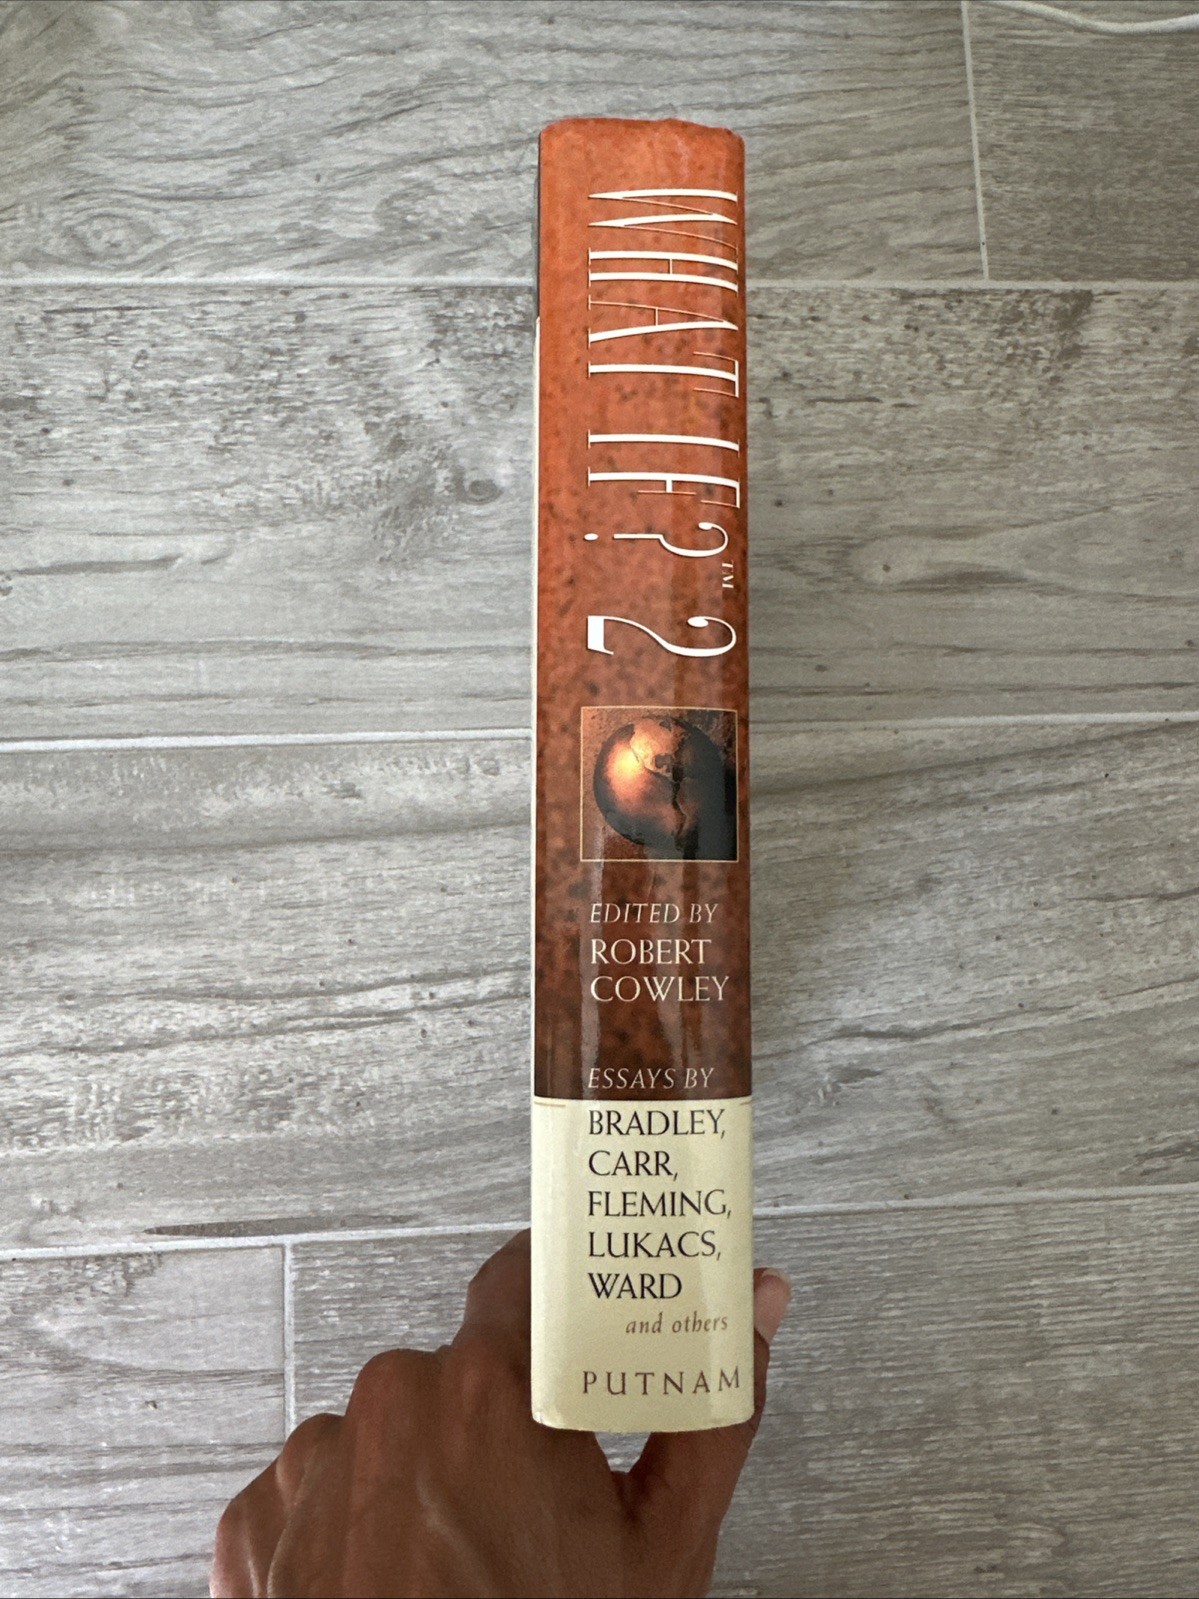 WHAT IF?™ 2
EDITED BY
ROBERT
COWLEY
ESSAYS BY
BRADLEY,
CARR,
FLEMING,
LUKACS,
WARD
and others
PUTNAM